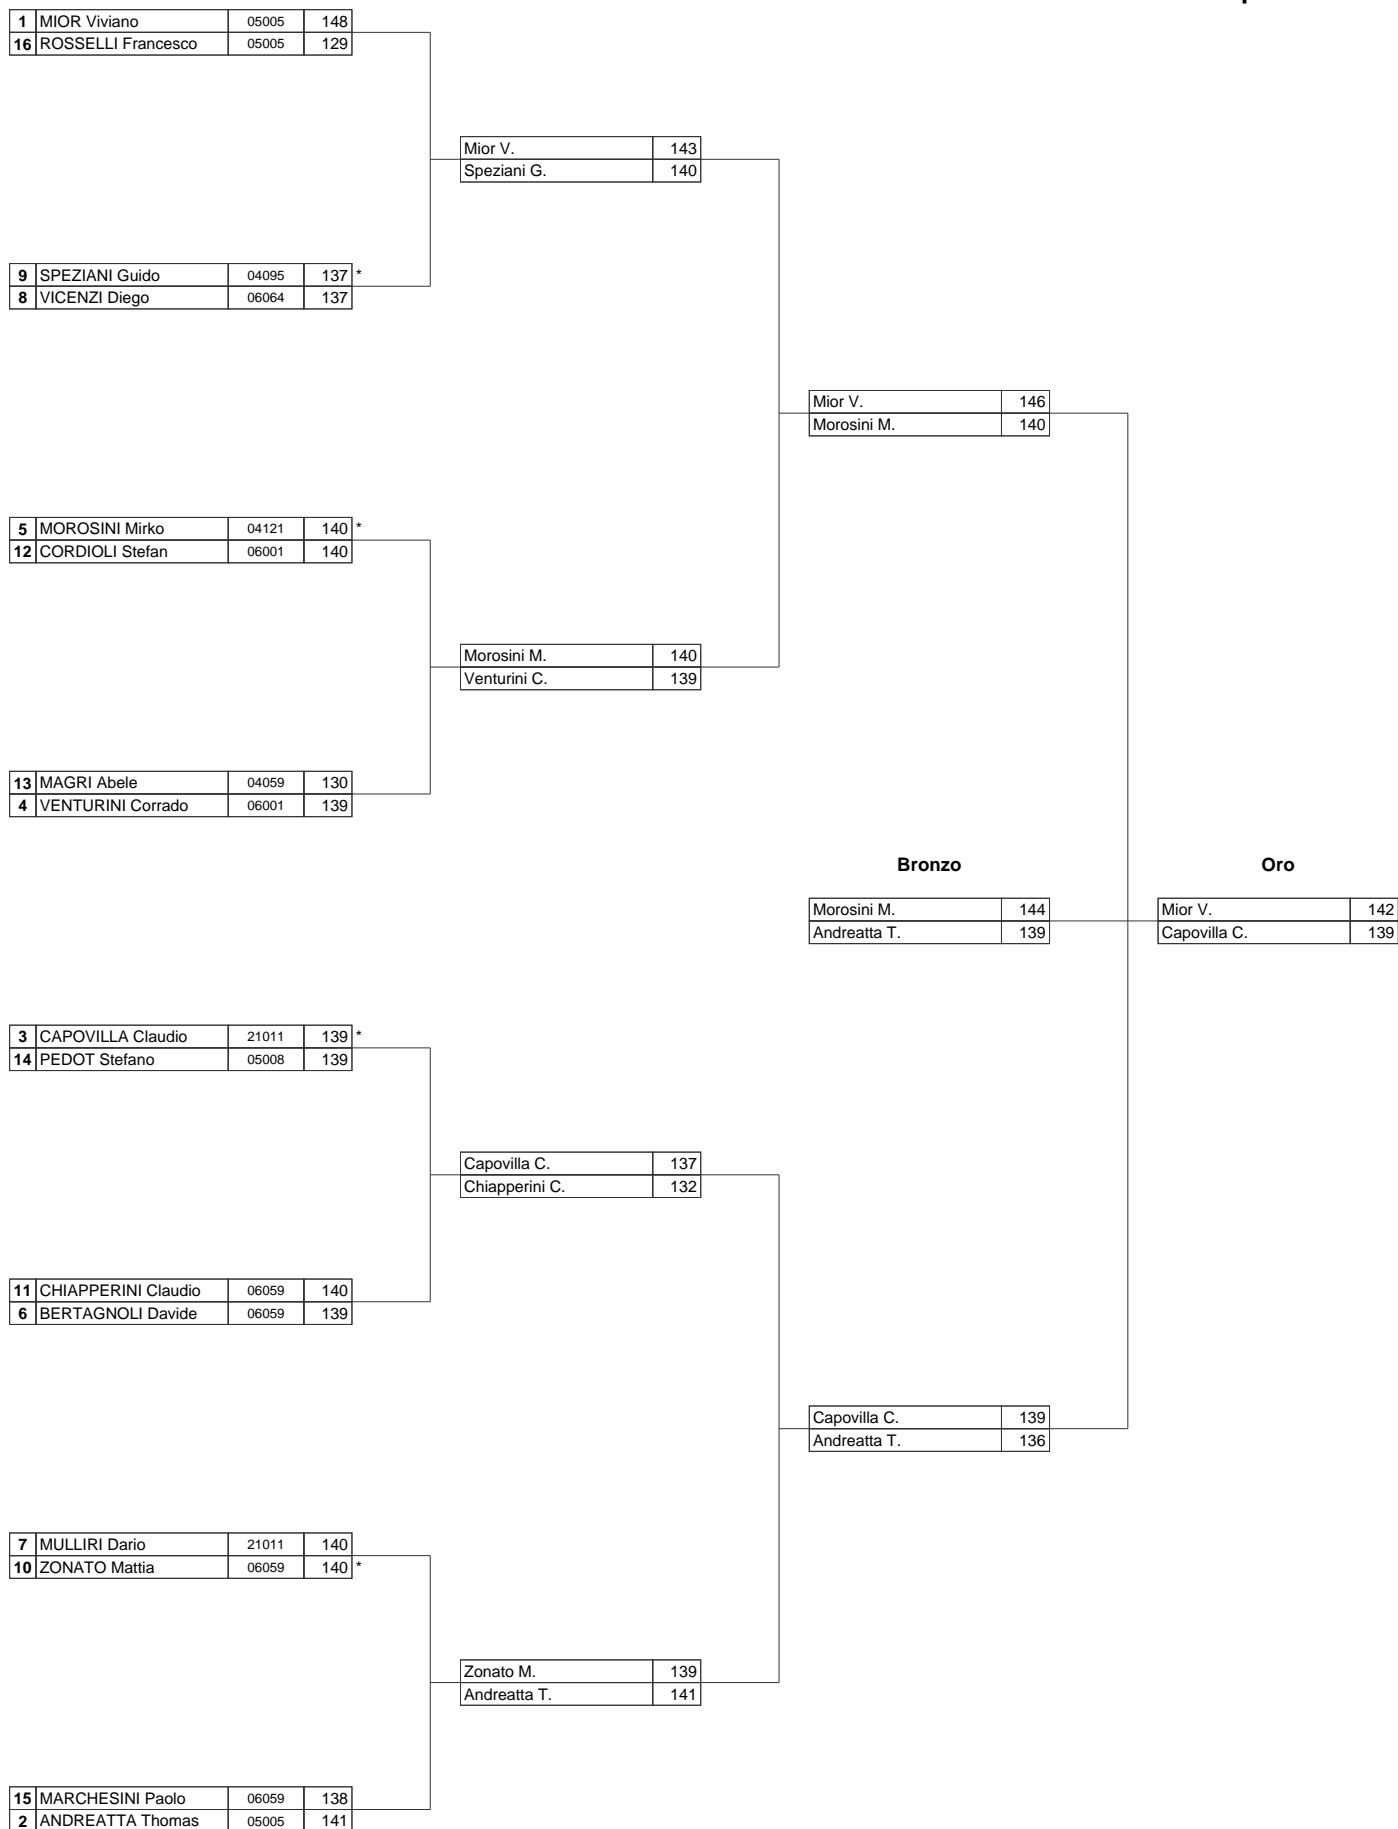 1 MIOR Viviano 05005 148
16 ROSSELLI Francesco 05005 129
Mior V. 143
Speziani G. 140
9 SPEZIANI Guido 04095 137 *
8 VICENZI Diego 06064 137
Mior V. 146
Morosini M. 140
5 MOROSINI Mirko 04121 140 *
12 CORDIOLI Stefan 06001 140
Morosini M. 140
Venturini C. 139
13 MAGRI Abele 04059 130
4 VENTURINI Corrado 06001 139
Bronzo Oro
Morosini M. 144 Mior V. 142
Andreatta T. 139 Capovilla C. 139
3 CAPOVILLA Claudio 21011 139 *
14 PEDOT Stefano 05008 139
Capovilla C. 137
Chiapperini C. 132
11 CHIAPPERINI Claudio 06059 140
6 BERTAGNOLI Davide 06059 139
Capovilla C. 139
Andreatta T. 136
7 MULLIRI Dario 21011 140
10 ZONATO Mattia 06059 140 *
Zonato M. 139
Andreatta T. 141
15 MARCHESINI Paolo 06059 138
2 ANDREATTA Thomas 05005 141